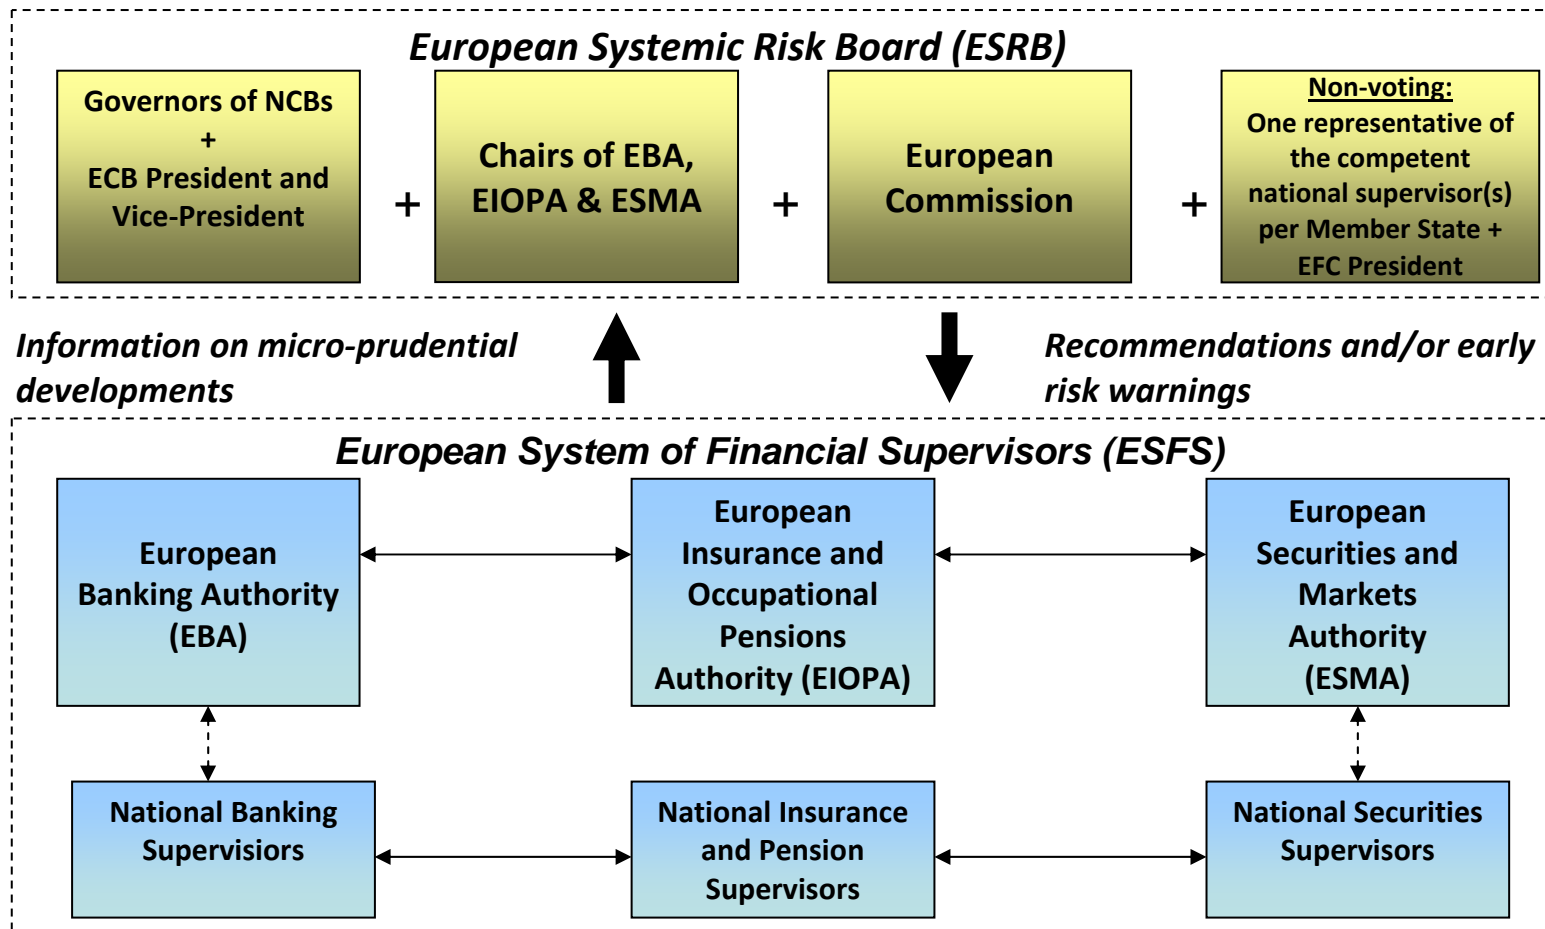 European Systemic Risk Board (ESRB)
Governors of NCBs
+
ECB President and
Vice-President
+
Chairs of EBA,
EIOPA & ESMA
+
European
Commission
+
Non-voting:
One representative of
the competent
national supervisor(s)
per Member State +
EFC President
Information on micro-prudential
developments
Recommendations and/or early
risk warnings
European System of Financial Supervisors (ESFS)
European
Banking Authority
(EBA)
European
Insurance and
Occupational
Pensions
Authority (EIOPA)
European
Securities and
Markets
Authority
(ESMA)
National Banking
Supervisiors
National Insurance
and Pension
Supervisors
National Securities
Supervisors